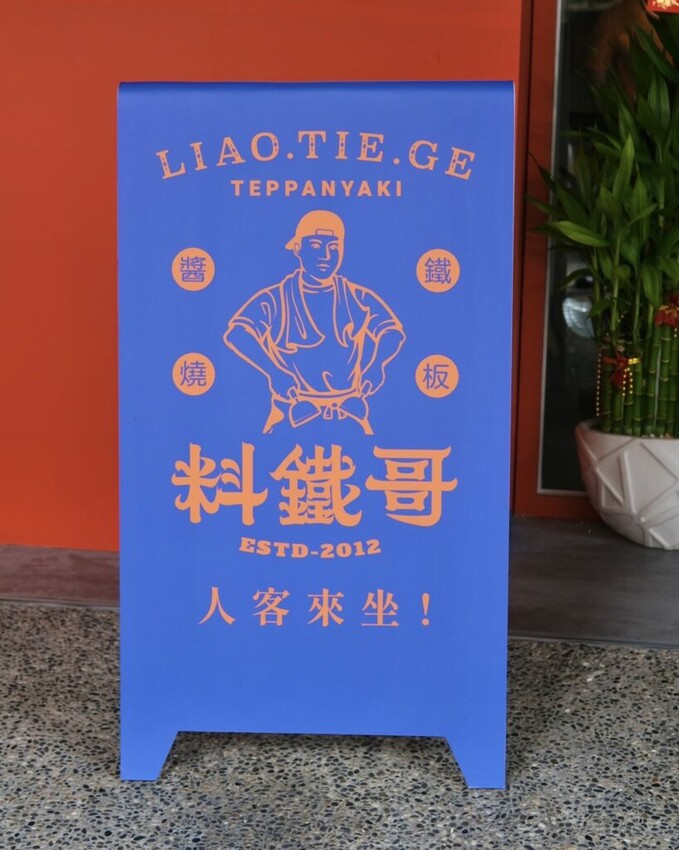 LIAO.TIE.GE
TEPPANYAKI
醬 鐵
燒 板
料鐵哥
ESTD-2012
人客來坐!